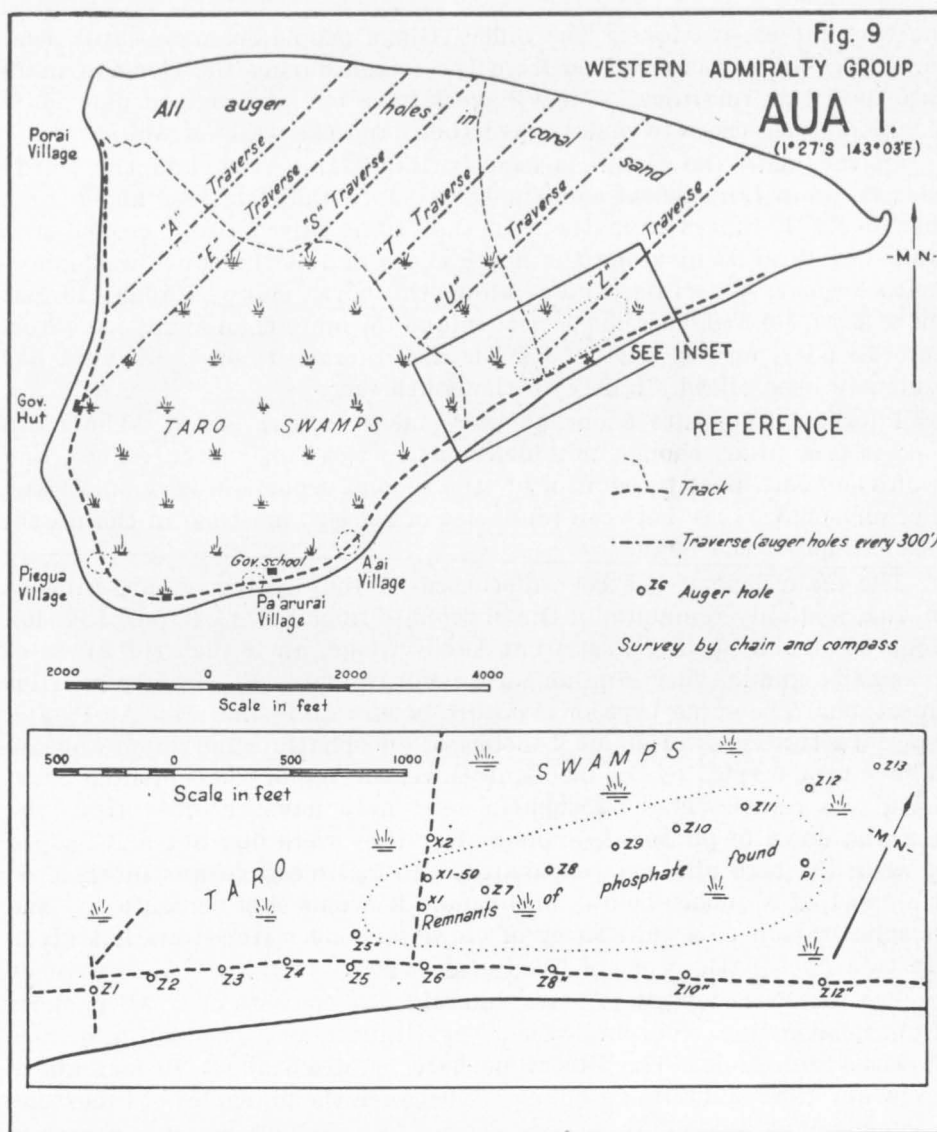 Fig. 9
WESTERN ADMIRALTY GROUP
AUA I.
(1°27'S 143°03'E)
All auger holes in coral sand
Porai
Village
"A" Traverse
"E" Traverse
"S" Traverse
"T" Traverse
"U" Traverse
"Z" Traverse
M N
SEE INSET
Gov.
Hut
TARO SWAMPS
REFERENCE
Track
Traverse (auger holes every 300')
Z6 Auger hole
Survey by chain and compass
Piegua
Village
Gov. school
A'ai
Village
Pa'arurai
Village
2000 0 2000 4000
Scale in feet
500 0 500 1000
Scale in feet
TARO SWAMPS
Z13
Z12
Z11
Z10
Z9
X2
X1-50
X1
Z7
Z8
P1
Remnants of phosphate found
M N
Z5'
Z1
Z2
Z3
Z4
Z5
Z6
Z8"
Z10"
Z12"